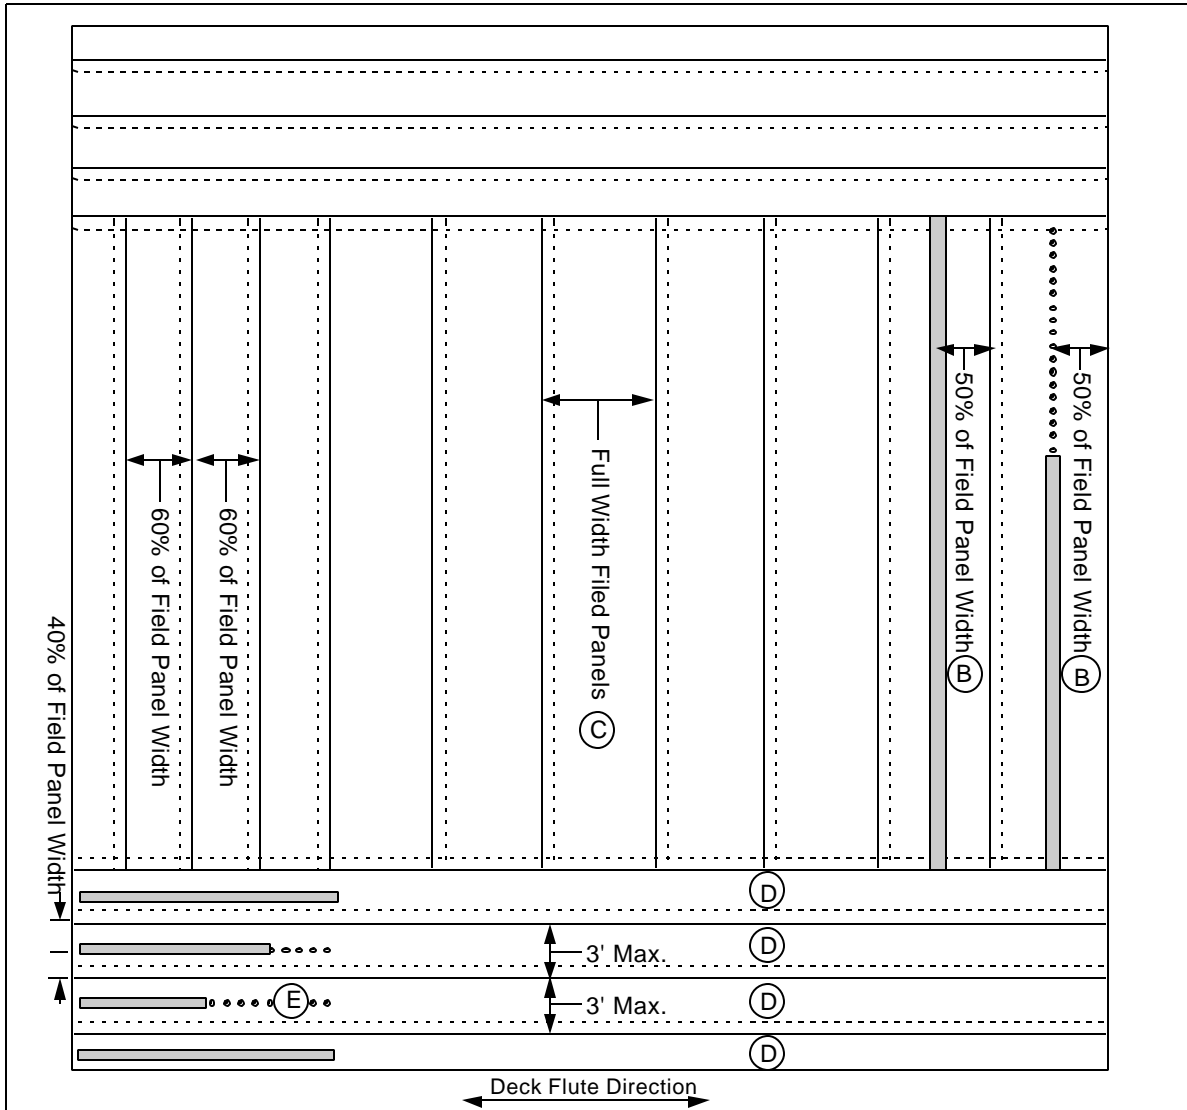 50% of Field Panel Width
B
50% of Field Panel Width
B
Full Width Filed Panels
C
60% of Field Panel Width
60% of Field Panel Width
40% of Field Panel Width
D
3' Max.
D
E
3' Max.
D
D
Deck Flute Direction